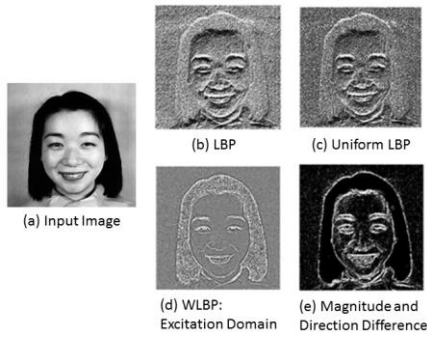 (b) LBP
(c) Uniform LBP
(a) Input Image
(d) WLBP:
Excitation Domain
(e) Magnitude and
Direction Difference